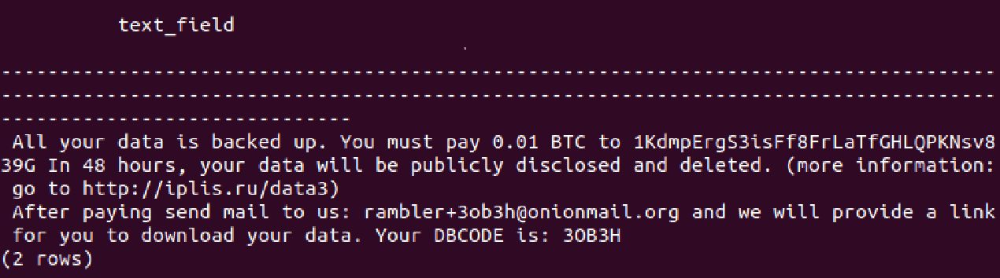 text_field
--------------------------------------------------------------------------------------
--------------------------------------------------------------------------------------
------------------------------
All your data is backed up. You must pay 0.01 BTC to 1KdmpErgS3isFf8FrLaTfGHLQPKNsv8
39G In 48 hours, your data will be publicly disclosed and deleted. (more information:
go to http://iplis.ru/data3)
After paying send mail to us: rambler+3ob3h@onionmail.org and we will provide a link
for you to download your data. Your DBCODE is: 3OB3H
(2 rows)